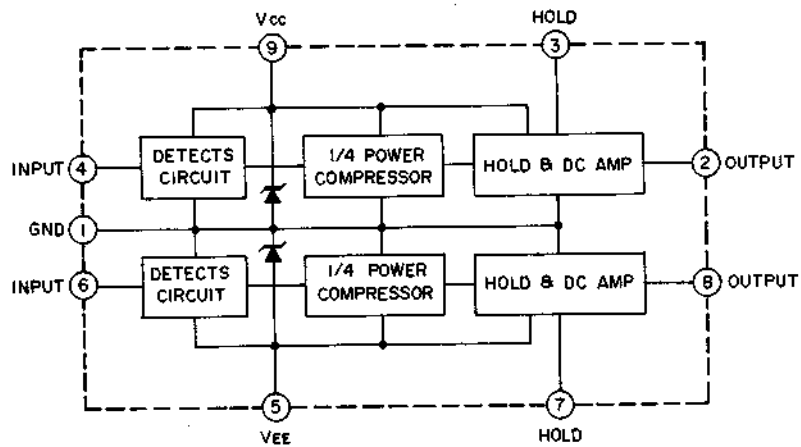 Vcc
HOLD
9
3
INPUT 4
DETECTS
CIRCUIT
1/4 POWER
COMPRESSOR
HOLD & DC AMP
2 OUTPUT
GND 1
INPUT 6
DETECTS
CIRCUIT
1/4 POWER
COMPRESSOR
HOLD & DC AMP
8 OUTPUT
5
7
VEE
HOLD